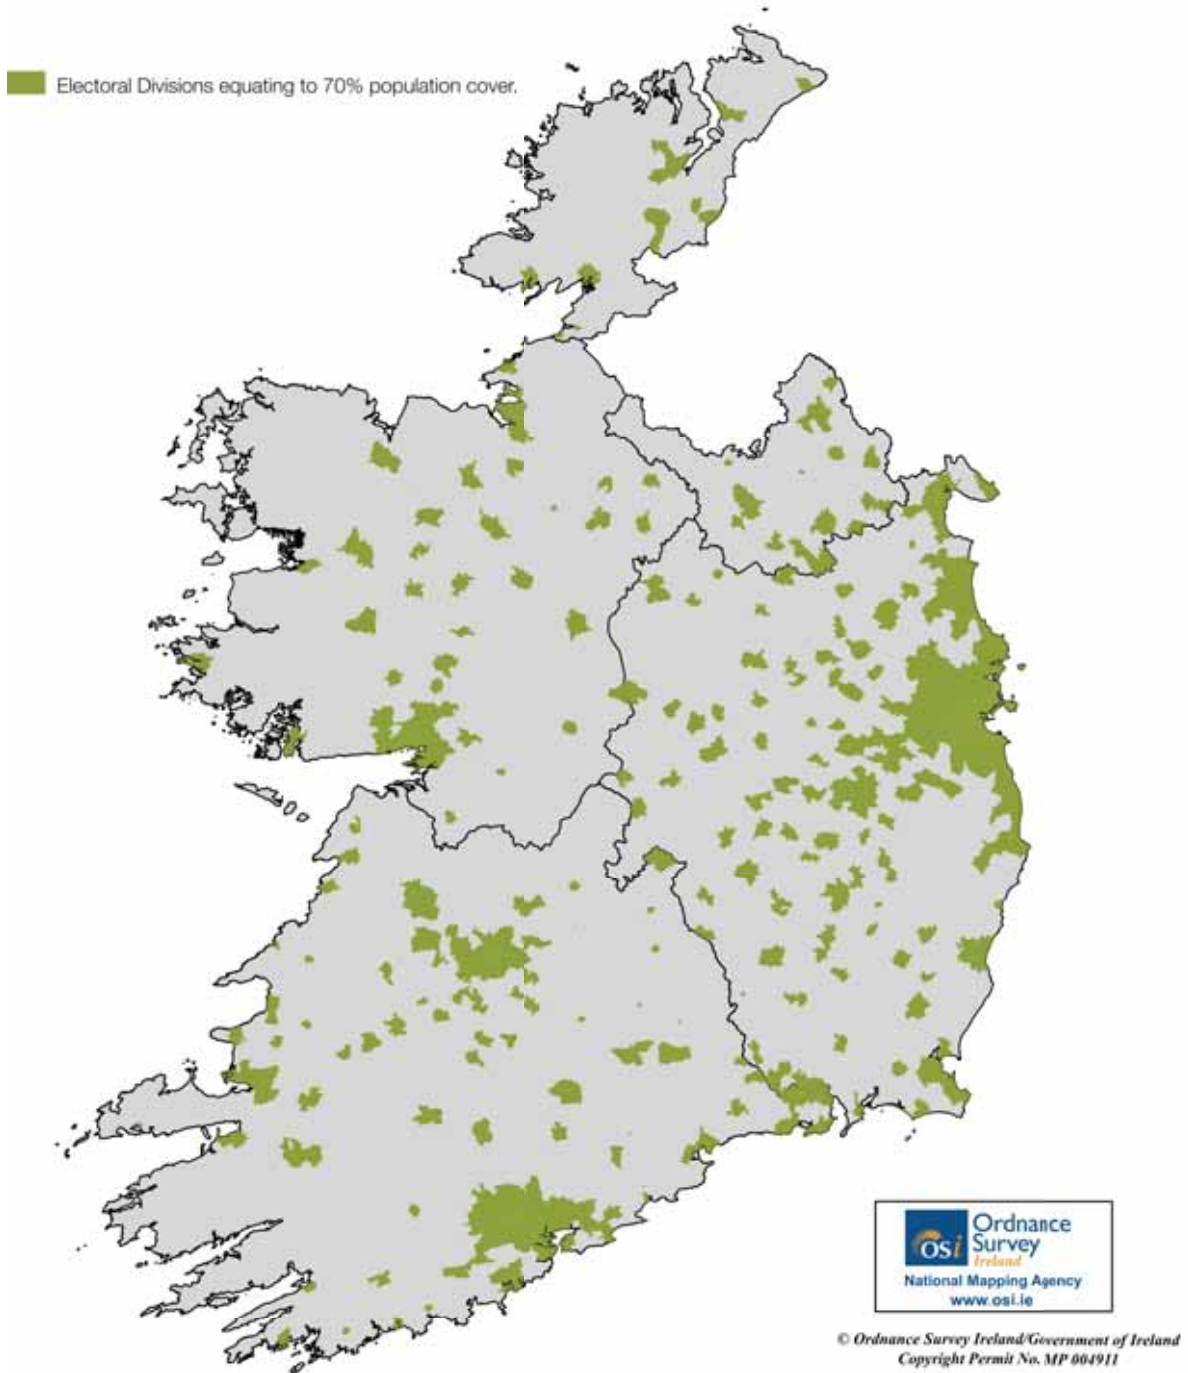 Electoral Divisions equating to 70% population cover.
osi
Ordnance
Survey
Ireland
National Mapping Agency
www.osi.ie
© Ordnance Survey Ireland/Government of Ireland
Copyright Permit No. MP 004911